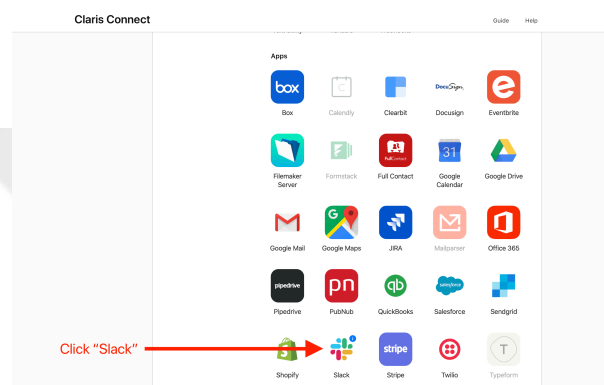 Claris Connect
Guide Help
Apps
box
DocuSign
Box Calendly Clearbit Docusign Eventbrite
FullContact
31
Filemaker Server
Formstack Full Contact
Google Calendar
Google Drive
G
Google Mail Google Maps JIRA Mailparser Office 365
pipedrive pn qb salesforce
Pipedrive PubNub QuickBooks Salesforce Sendgrid
Click “Slack”
stripe T
Shopify Slack Stripe Twilio Typeform